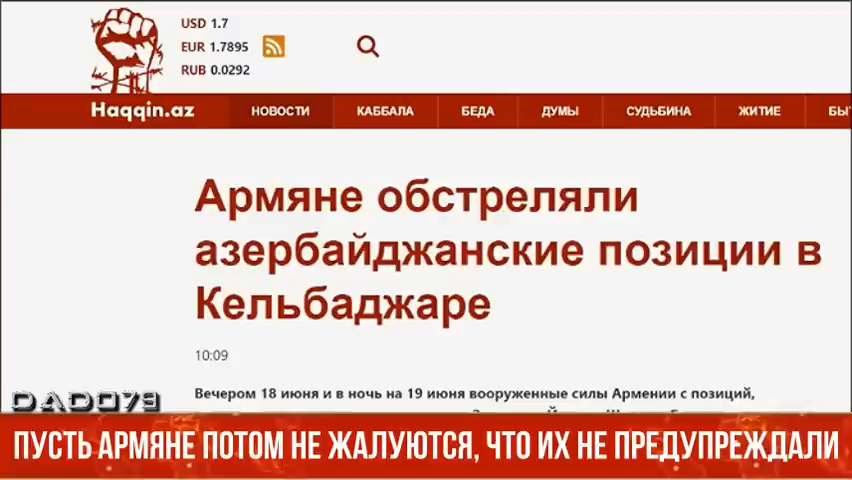 USD 1.7
EUR 1.7895
RUB 0.0292
Haqqin.az
НОВОСТИ КАББАЛА БЕДА ДУМЫ СУДЬБИНА ЖИТИЕ БЫ
Армяне обстреляли
азербайджанские позиции в
Кельбаджаре
10:09
Вечером 18 июня и в ночь на 19 июня вооруженные силы Армении с позиций,
DADO79
ПУСТЬ АРМЯНЕ ПОТОМ НЕ ЖАЛУЮТСЯ, ЧТО ИХ НЕ ПРЕДУПРЕЖДАЛИ